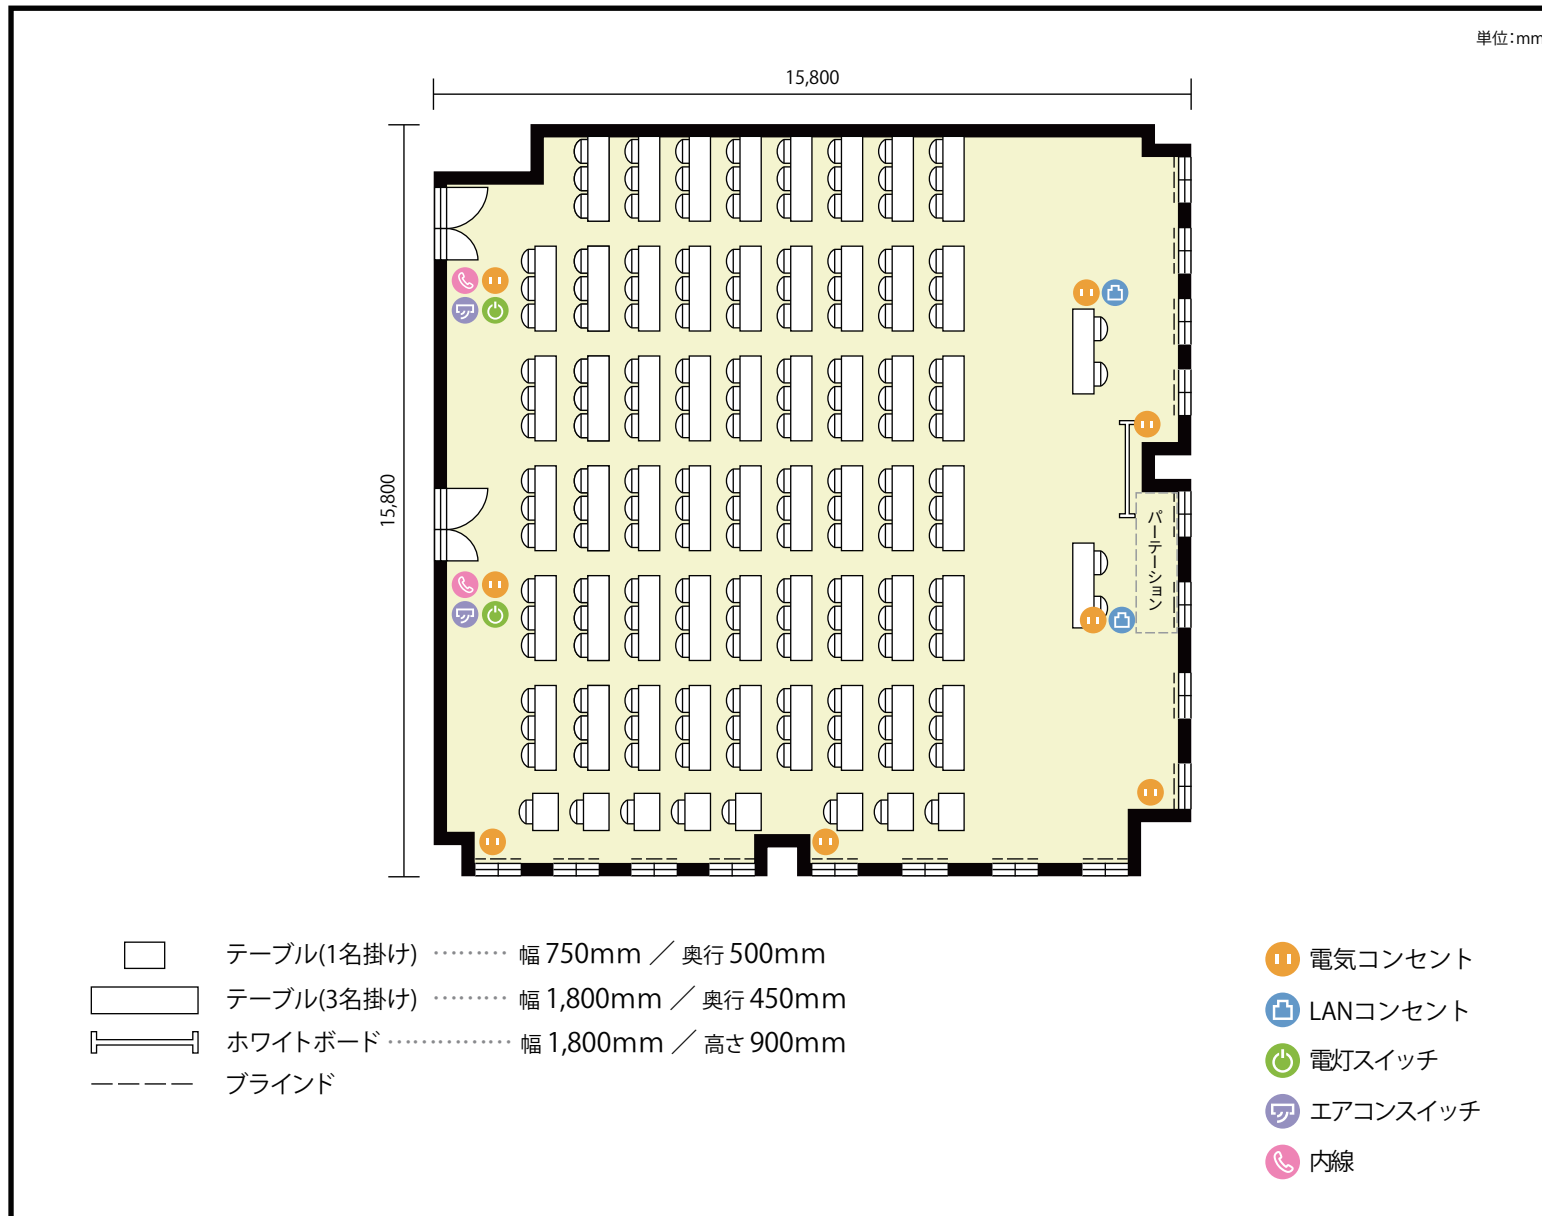 単位：mm
15,800
15,800
パーテーション
テーブル(1名掛け) ……… 幅 750mm ／ 奥行 500mm
テーブル(3名掛け) ……… 幅 1,800mm ／ 奥行 450mm
ホワイトボード …………… 幅 1,800mm ／ 高さ 900mm
ブラインド
電気コンセント
LANコンセント
電灯スイッチ
エアコンスイッチ
内線